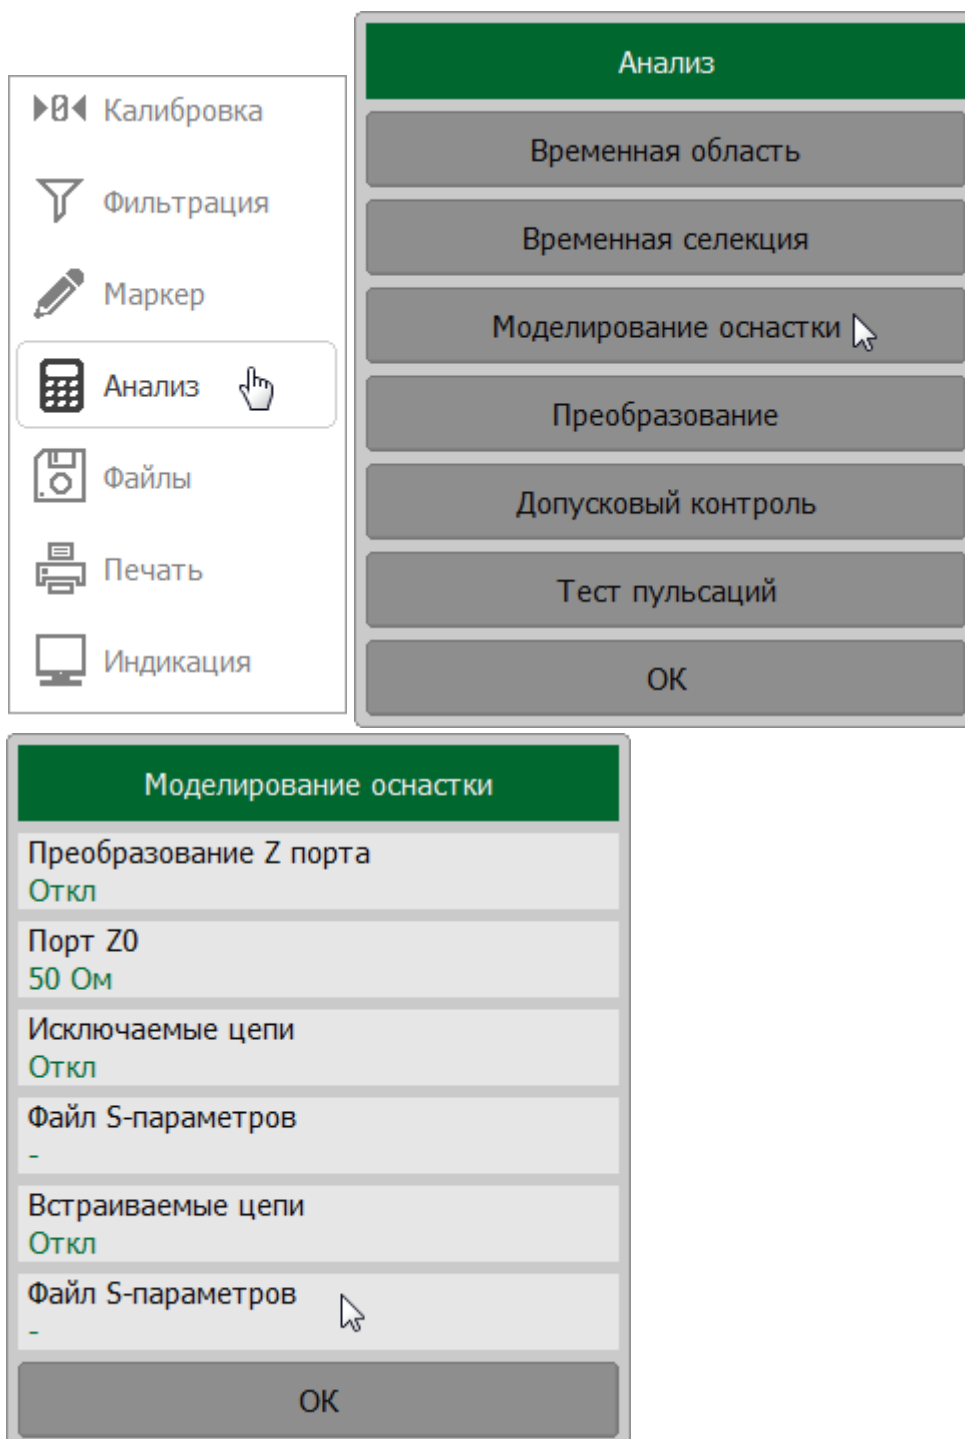 Калибровка
Фильтрация
Маркер
Анализ
Файлы
Печать
Индикация
Анализ
Временная область
Временная селекция
Моделирование оснастки
Преобразование
Допусковый контроль
Тест пульсаций
ОК
Моделирование оснастки
Преобразование Z порта
Откл
Порт Z0
50 Ом
Исключаемые цепи
Откл
Файл S-параметров
-
Встраиваемые цепи
Откл
Файл S-параметров
-
ОК